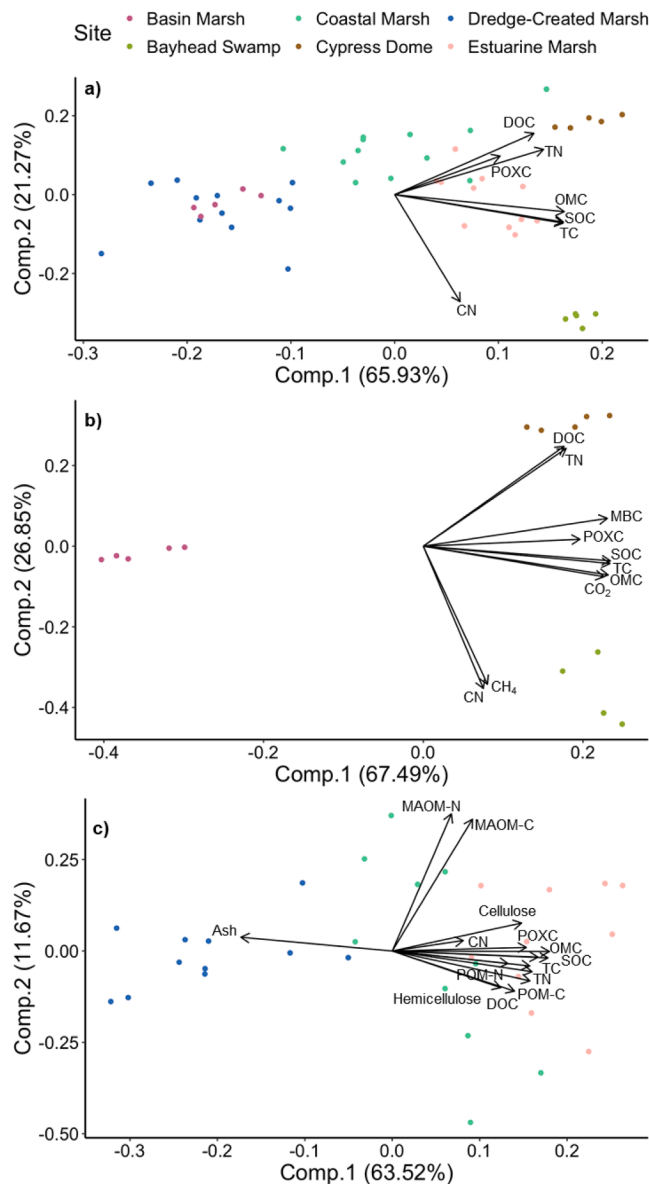 Site
Basin Marsh
Coastal Marsh
Dredge-Created Marsh
Bayhead Swamp
Cypress Dome
Estuarine Marsh
a)
0.2
0.0
-0.2
Comp.2 (21.27%)
DOC
TN
POXC
OMC
SOC
TC
CN
-0.3
-0.2
-0.1
0.0
0.1
0.2
Comp.1 (65.93%)
b)
0.2
0.0
-0.2
-0.4
Comp.2 (26.85%)
DOC
TN
MBC
POXC
SOC
TC
OMC
CO₂
CH₄
CN
-0.4
-0.2
0.0
0.2
Comp.1 (67.49%)
c)
0.25
0.00
-0.25
-0.50
Comp.2 (11.67%)
MAOM-N
MAOM-C
Cellulose
Ash
CN
POXC
OMC
SOC
TC
POM-N
TN
POM-C
Hemicellulose
DOC
-0.3
-0.2
-0.1
0.0
0.1
0.2
Comp.1 (63.52%)